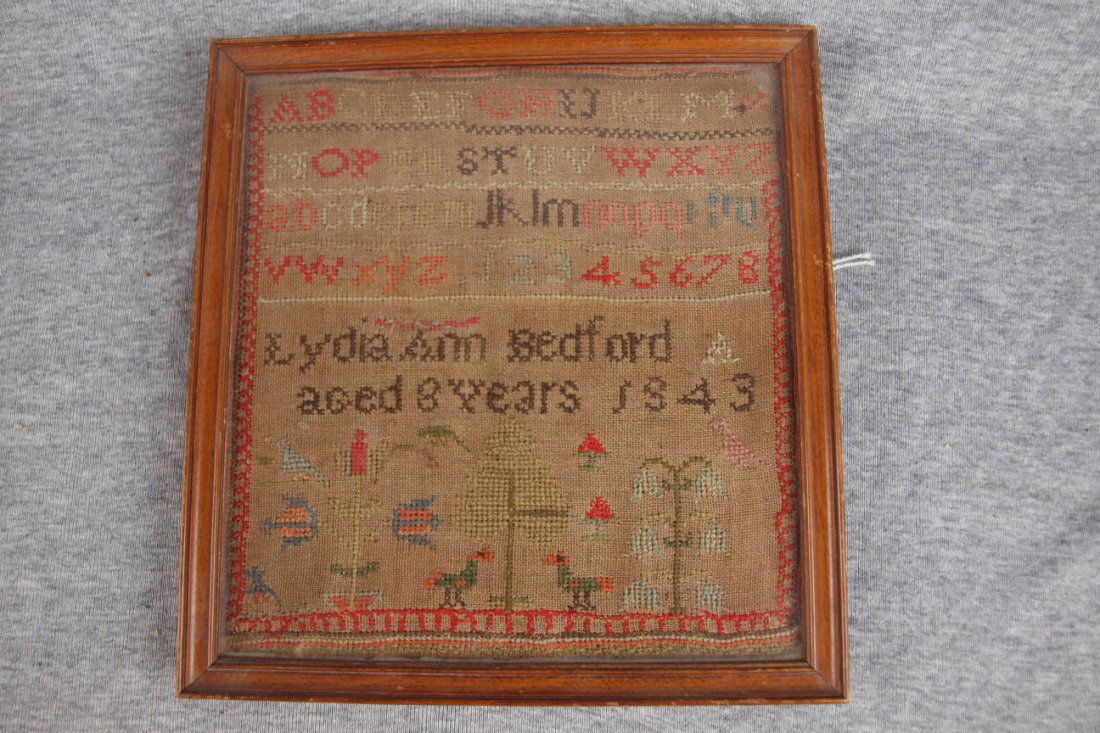 ABCDEFGHIJKLM
NOPQRSTUVWXYZ
abcdefghiJKlmnopqrstu
vWxyz 12345678
Lydia Ann Bedford A
aged 8 Years 1843